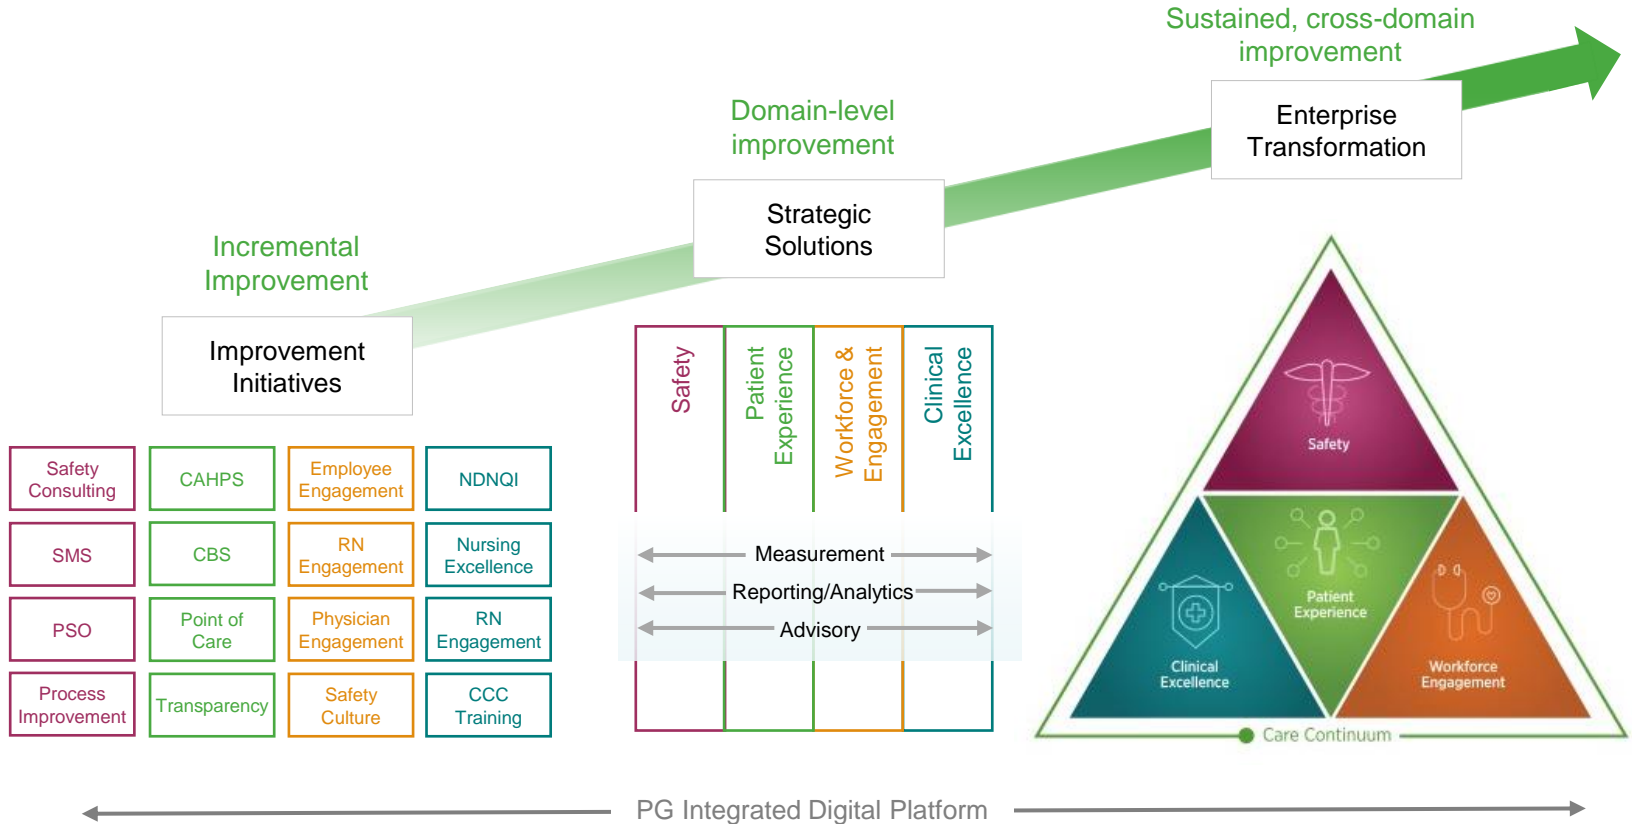 Sustained, cross-domain
improvement
Enterprise
Transformation
Domain-level
improvement
Strategic
Solutions
Incremental
Improvement
Improvement
Initiatives
Safety
Consulting
CAHPS
Employee
Engagement
NDNQI
SMS
CBS
RN
Engagement
Nursing
Excellence
PSO
Point of
Care
Physician
Engagement
RN
Engagement
Process
Improvement
Transparency
Safety
Culture
CCC
Training
Safety
Patient
Experience
Workforce &
Engagement
Clinical
Excellence
Measurement
Reporting/Analytics
Advisory
Safety
Patient
Experience
Clinical
Excellence
Workforce
Engagement
Care Continuum
PG Integrated Digital Platform